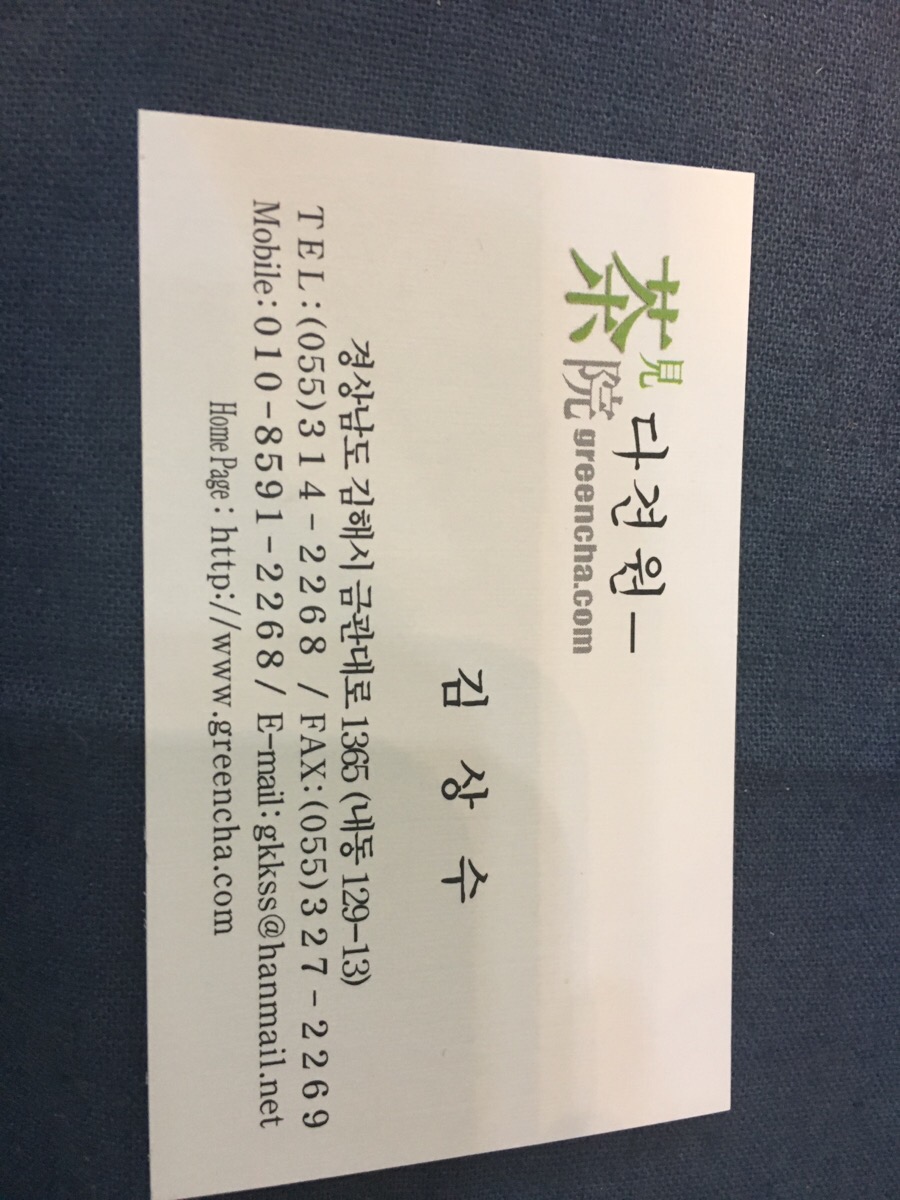 茶見院
다견원
greencha.com
김 상 수
경상남도 김해시 금관대로 1365 (내동 129-13)
TEL:(055)314-2268 / FAX:(055)327-2269
Mobile:010-8591-2268/ E-mail:gkkss@hanmail.net
Home Page : http://www.greencha.com